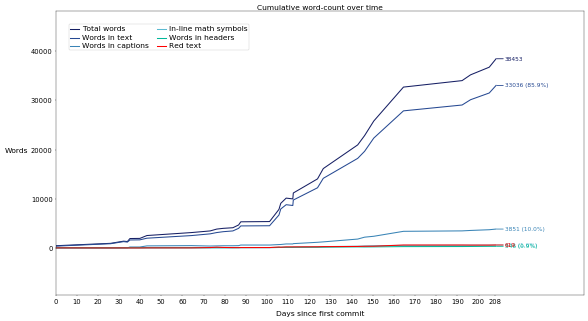 Cumulative word-count over time
Total words
Words in text
Words in captions
In-line math symbols
Words in headers
Red text
Words
40000
30000
20000
10000
0
38453
33036 (85.9%)
3851 (10.0%)
0 10 20 30 40 50 60 70 80 90 100 110 120 130 140 150 160 170 180 190 200 208
Days since first commit